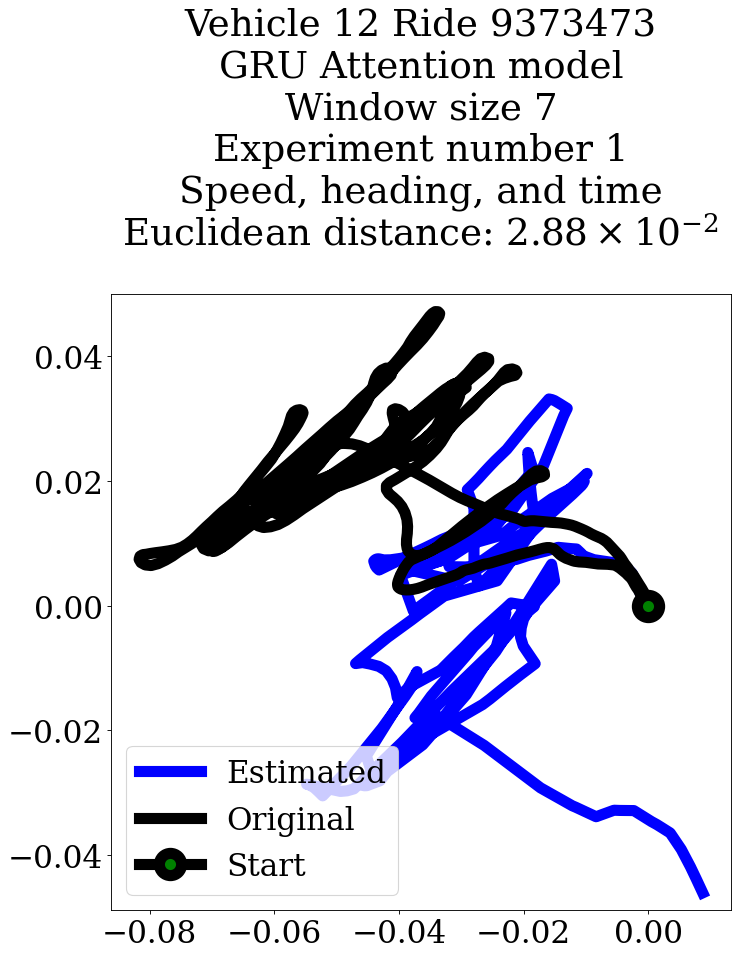 Vehicle 12 Ride 9373473
GRU Attention model
Window size 7
Experiment number 1
Speed, heading, and time
Euclidean distance: 2.88 × 10⁻²
0.04
0.02
0.00
−0.02
−0.04
Estimated
Original
Start
−0.08 −0.06 −0.04 −0.02 0.00